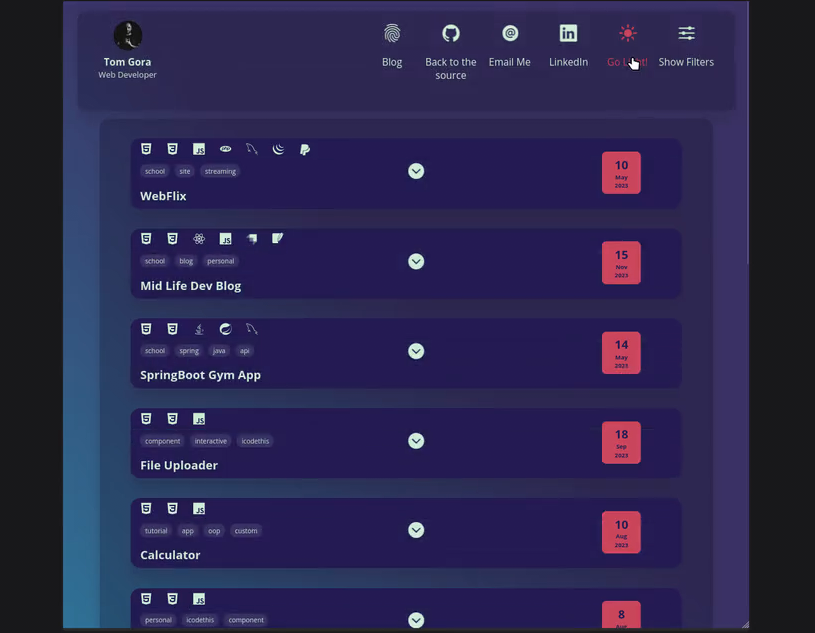 Tom Gora
Web Developer
Blog
Back to the
source
Email Me
LinkedIn
Show Filters
JS
php
school
site
streaming
WebFlix
10
May
2023
JS
school
blog
personal
Mid Life Dev Blog
15
Nov
2023
school
spring
java
api
SpringBoot Gym App
14
May
2023
JS
component
interactive
icodethis
File Uploader
18
Sep
2023
JS
tutorial
app
oop
custom
Calculator
10
Aug
2023
JS
personal
icodethis
component
8